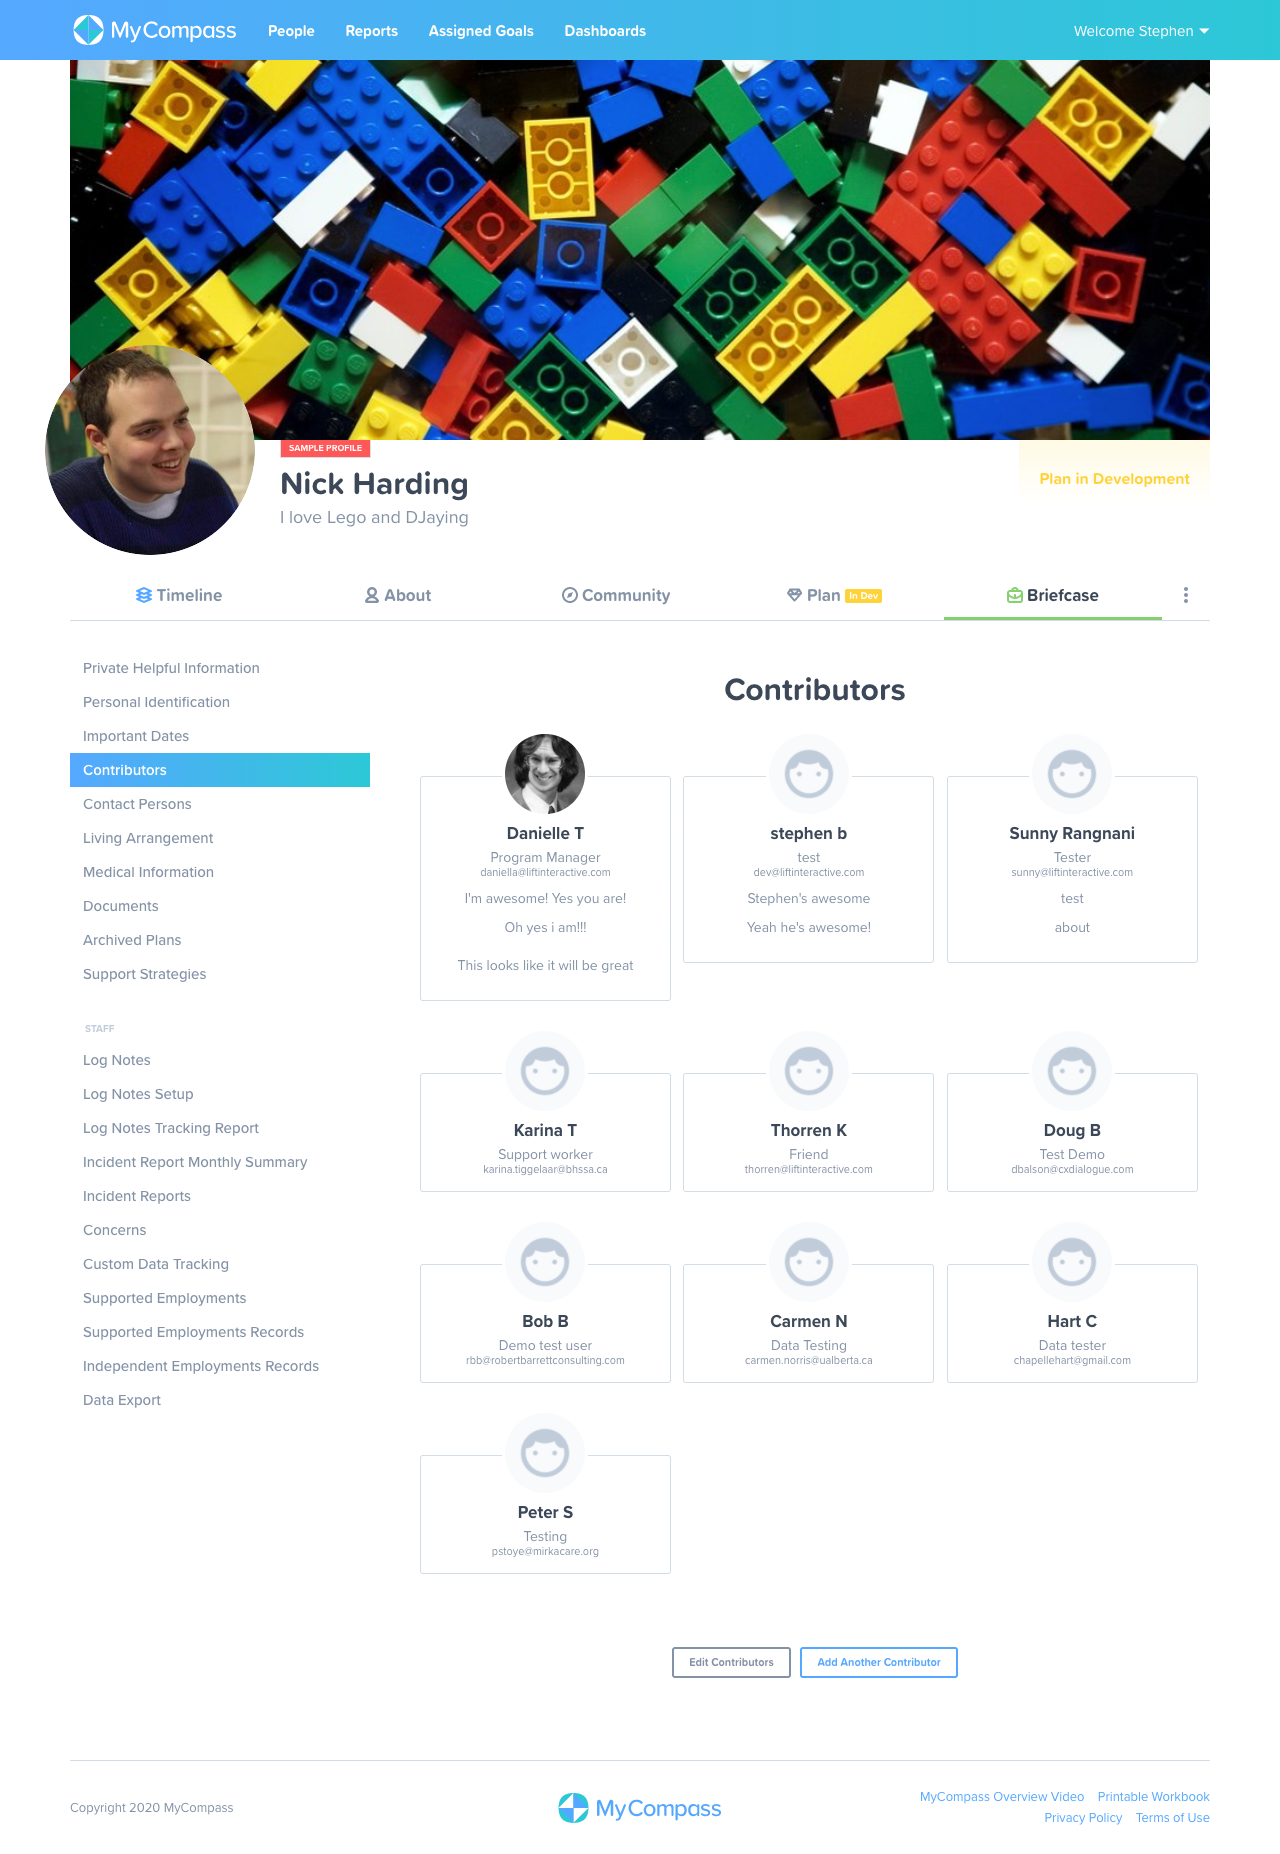 MyCompass People Reports Assigned Goals Dashboards Welcome Stephen
SAMPLE PROFILE
Nick Harding
I love Lego and DJaying
Plan in Development
Timeline About Community Plan In Dev Briefcase
Private Helpful Information
Personal Identification
Important Dates
Contributors
Contact Persons
Living Arrangement
Medical Information
Documents
Archived Plans
Support Strategies
STAFF
Log Notes
Log Notes Setup
Log Notes Tracking Report
Incident Report Monthly Summary
Incident Reports
Concerns
Custom Data Tracking
Supported Employments
Supported Employments Records
Independent Employments Records
Data Export
Contributors
Danielle T
Program Manager
daniella@liftinteractive.com
I'm awesome! Yes you are!
Oh yes i am!!!
This looks like it will be great
stephen b
test
dev@liftinteractive.com
Stephen's awesome
Yeah he's awesome!
Sunny Rangnani
Tester
sunny@liftinteractive.com
test
about
Karina T
Support worker
karina.tiggelaar@bhssa.ca
Thorren K
Friend
thorren@liftinteractive.com
Doug B
Test Demo
dbalson@cxdialogue.com
Bob B
Demo test user
rbb@robertbarrettconsulting.com
Carmen N
Data Testing
carmen.norris@ualberta.ca
Hart C
Data tester
chapellehart@gmail.com
Peter S
Testing
pstoye@mirkacare.org
Edit Contributors Add Another Contributor
Copyright 2020 MyCompass
MyCompass
MyCompass Overview Video Printable Workbook
Privacy Policy Terms of Use